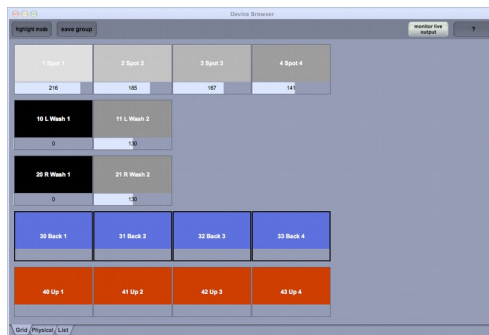 Device Browser
highlight mode save group monitor live output ?
1 Spot 1 2 Spot 2 3 Spot 3 4 Spot 4
216 185 167 141
10 L Wash 1 11 L Wash 2
0 130
20 R Wash 1 21 R Wash 2
0 130
30 Back 1 31 Back 2 32 Back 3 33 Back 4
40 Up 1 41 Up 2 42 Up 3 43 Up 4
Grid Physical List